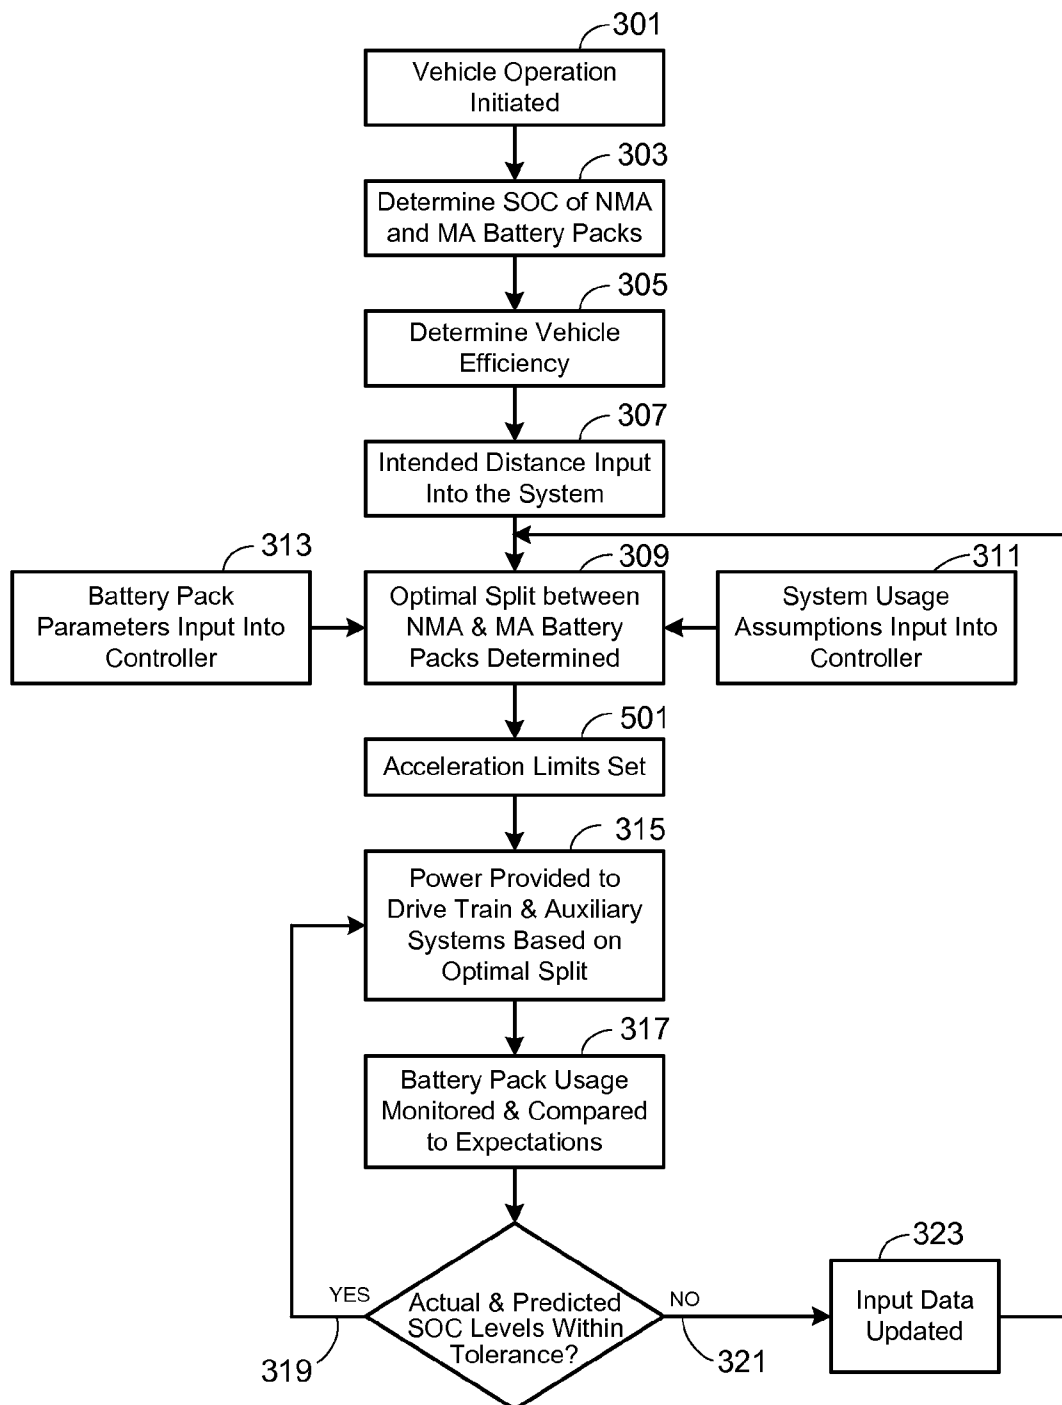 301
Vehicle Operation
Initiated
303
Determine SOC of NMA
and MA Battery Packs
305
Determine Vehicle
Efficiency
307
Intended Distance Input
Into the System
313
Battery Pack
Parameters Input Into
Controller
309
Optimal Split between
NMA & MA Battery
Packs Determined
311
System Usage
Assumptions Input Into
Controller
501
Acceleration Limits Set
315
Power Provided to
Drive Train & Auxiliary
Systems Based on
Optimal Split
317
Battery Pack Usage
Monitored & Compared
to Expectations
YES
319
Actual & Predicted
SOC Levels Within
Tolerance?
NO
321
323
Input Data
Updated